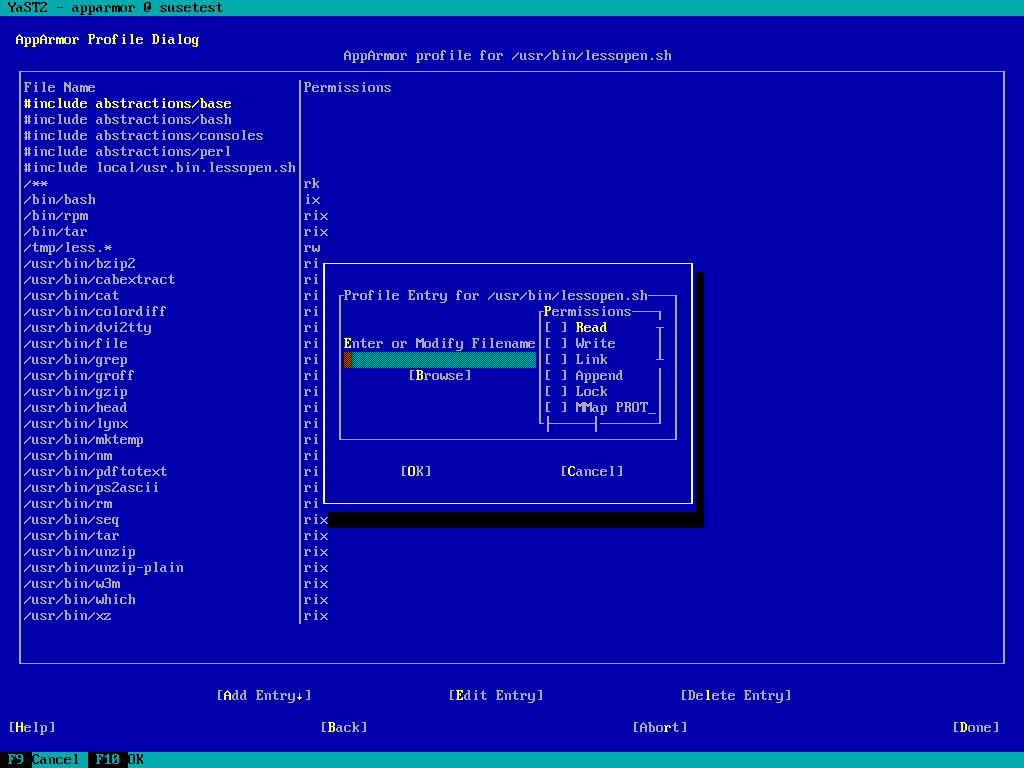 YaST2 - apparmor @ susetest
AppArmor Profile Dialog
AppArmor profile for /usr/bin/lessopen.sh
File Name Permissions
#include abstractions/base
#include abstractions/bash
#include abstractions/consoles
#include abstractions/perl
#include local/usr.bin.lessopen.sh
/** rk
/bin/bash ix
/bin/rpm rix
/bin/tar rix
/tmp/less.* rw
/usr/bin/bzip2 ri
/usr/bin/cabextract ri
/usr/bin/cat ri
/usr/bin/colordiff ri
/usr/bin/dvi2tty ri
/usr/bin/file ri
/usr/bin/grep ri
/usr/bin/groff ri
/usr/bin/gzip ri
/usr/bin/head ri
/usr/bin/lynx ri
/usr/bin/mktemp ri
/usr/bin/nm ri
/usr/bin/pdftotext ri
/usr/bin/ps2ascii ri
/usr/bin/rm ri
/usr/bin/seq rix
/usr/bin/tar rix
/usr/bin/unzip rix
/usr/bin/unzip-plain rix
/usr/bin/w3m rix
/usr/bin/which rix
/usr/bin/xz rix
Profile Entry for /usr/bin/lessopen.sh
Enter or Modify Filename
[Browse]
Permissions
[ ] Read
[ ] Write
[ ] Link
[ ] Append
[ ] Lock
[ ] MMap PROT_
[OK] [Cancel]
[Add Entry↓] [Edit Entry] [Delete Entry]
[Help] [Back] [Abort] [Done]
F9 Cancel F10 OK